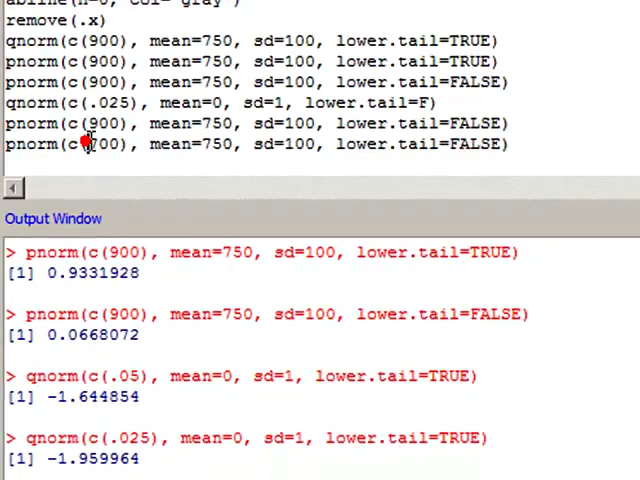 remove(.x)
qnorm(c(900), mean=750, sd=100, lower.tail=TRUE)
pnorm(c(900), mean=750, sd=100, lower.tail=TRUE)
pnorm(c(900), mean=750, sd=100, lower.tail=FALSE)
qnorm(c(.025), mean=0, sd=1, lower.tail=F)
pnorm(c(900), mean=750, sd=100, lower.tail=FALSE)
pnorm(c(700), mean=750, sd=100, lower.tail=FALSE)
Output Window
> pnorm(c(900), mean=750, sd=100, lower.tail=TRUE)
[1] 0.9331928
> pnorm(c(900), mean=750, sd=100, lower.tail=FALSE)
[1] 0.0668072
> qnorm(c(.05), mean=0, sd=1, lower.tail=TRUE)
[1] -1.644854
> qnorm(c(.025), mean=0, sd=1, lower.tail=TRUE)
[1] -1.959964